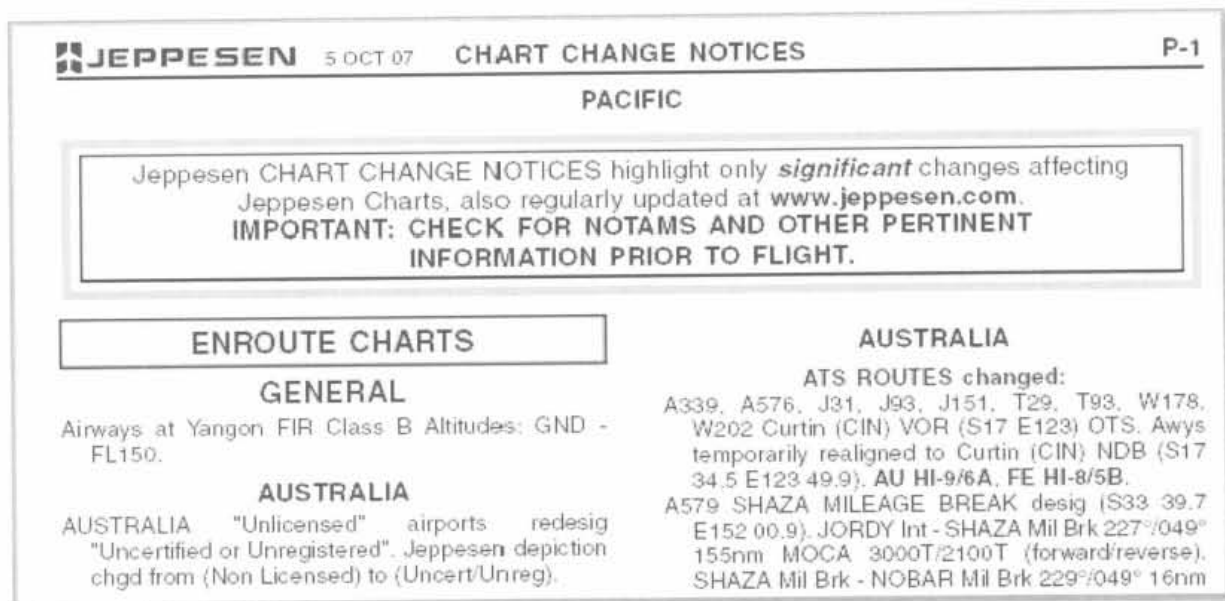 JEPPESEN 5 OCT 07 CHART CHANGE NOTICES P-1
PACIFIC
Jeppesen CHART CHANGE NOTICES highlight only significant changes affecting
Jeppesen Charts, also regularly updated at www.jeppesen.com.
IMPORTANT: CHECK FOR NOTAMS AND OTHER PERTINENT
INFORMATION PRIOR TO FLIGHT.
ENROUTE CHARTS
GENERAL
Airways at Yangon FIR Class B Altitudes: GND -
FL150.
AUSTRALIA
AUSTRALIA "Unlicensed" airports redesig
"Uncertified or Unregistered". Jeppesen depiction
chgd from (Non Licensed) to (Uncert/Unreg).
AUSTRALIA
ATS ROUTES changed:
A339, A576, J31, J93, J151, T29, T93, W178,
W202 Curtin (CIN) VOR (S17 E123) OTS. Awys
temporarily realigned to Curtin (CIN) NDB (S17
34.5 E123 49.9). AU HI-9/6A, FE HI-8/5B.
A579 SHAZA MILEAGE BREAK desig (S33 39.7
E152 00.9). JORDY Int - SHAZA Mil Brk 227°/049°
155nm MOCA 3000T/2100T (forward/reverse).
SHAZA Mil Brk - NOBAR Mil Brk 229°/049° 16nm